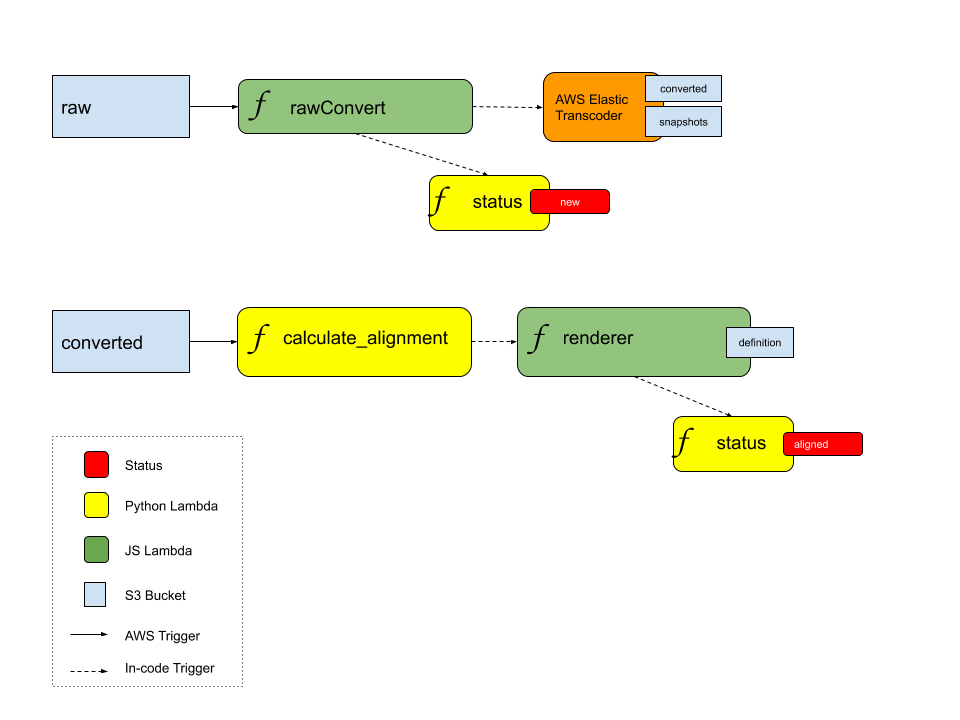 raw
ƒ rawConvert
AWS Elastic
Transcoder
converted
snapshots
ƒ status
new
converted
ƒ calculate_alignment
ƒ renderer
definition
ƒ status
aligned
Status
Python Lambda
JS Lambda
S3 Bucket
AWS Trigger
In-code Trigger